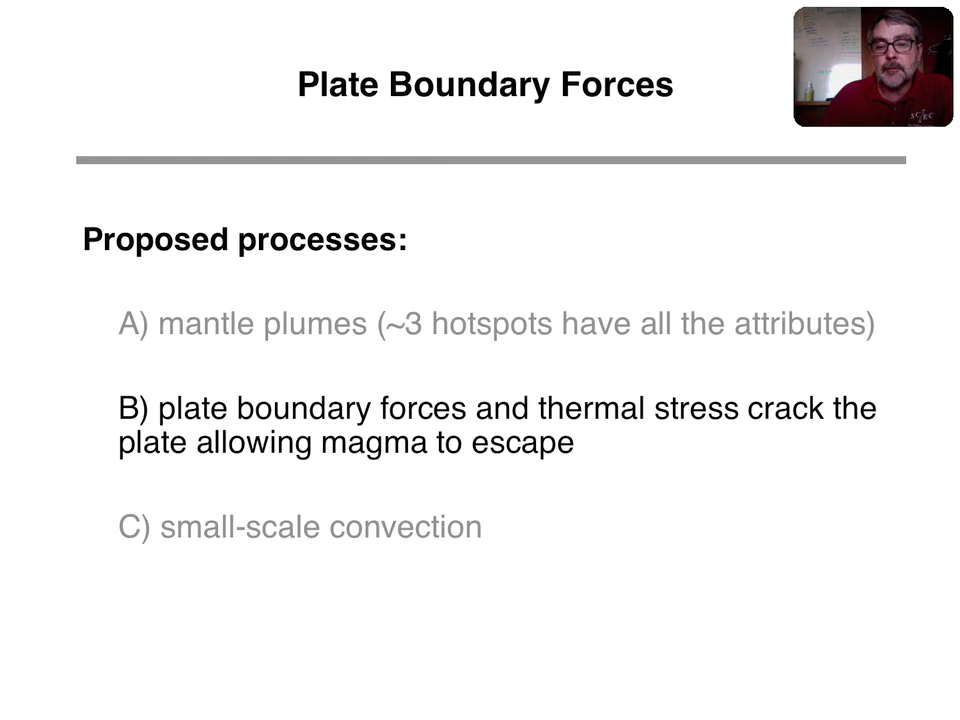 Plate Boundary Forces
Proposed processes:
A) mantle plumes (~3 hotspots have all the attributes)
B) plate boundary forces and thermal stress crack the
plate allowing magma to escape
C) small-scale convection